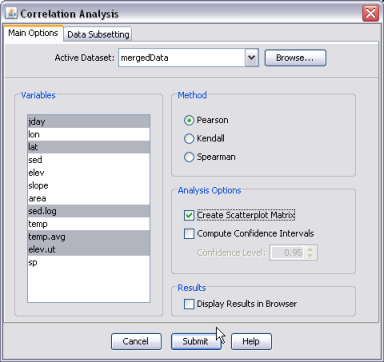 Correlation Analysis
Main Options
Data Subsetting
Active Dataset: mergedData
Browse...
Variables
jday
lon
lat
sed
elev
slope
area
sed.log
temp
temp.avg
elev.ut
sp
Method
Pearson
Kendall
Spearman
Analysis Options
Create Scatterplot Matrix
Compute Confidence Intervals
Confidence Level: 0.95
Results
Display Results in Browser
Cancel
Submit
Help